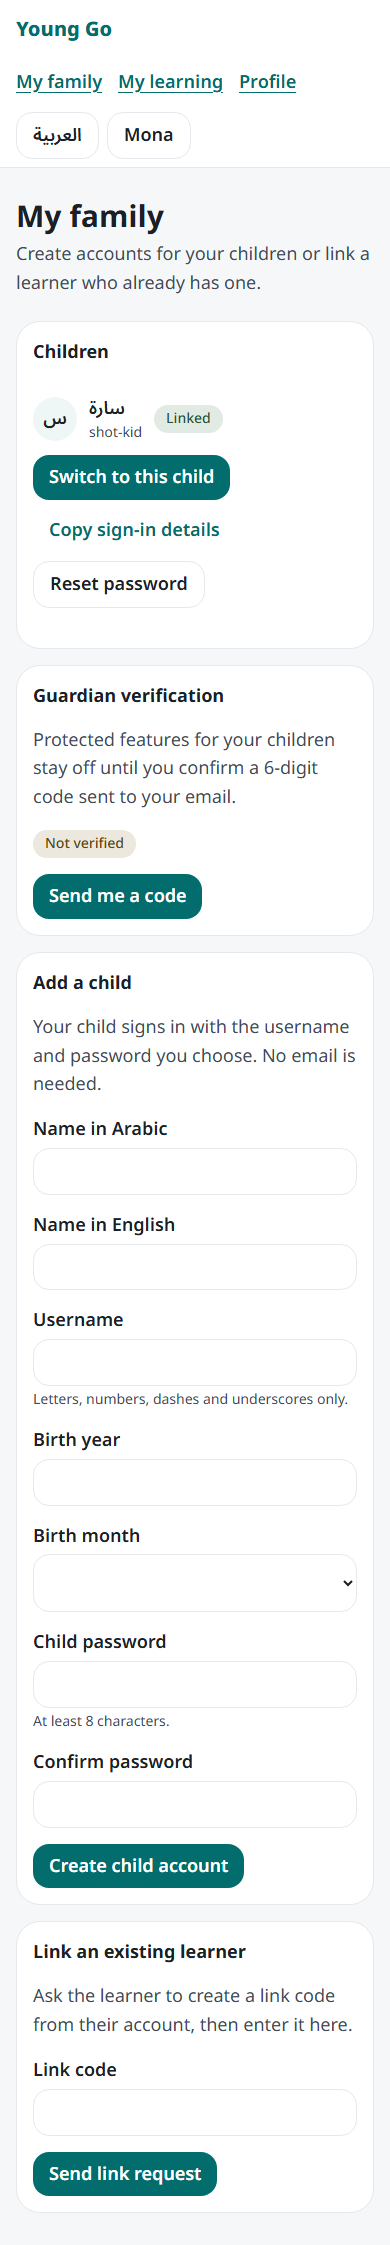 Young Go
My family My learning Profile
العربية Mona
My family
Create accounts for your children or link a
learner who already has one.
Children
س سارة Linked
shot-kid
Switch to this child
Copy sign-in details
Reset password
Guardian verification
Protected features for your children
stay off until you confirm a 6-digit
code sent to your email.
Not verified
Send me a code
Add a child
Your child signs in with the username
and password you choose. No email is
needed.
Name in Arabic
Name in English
Username
Letters, numbers, dashes and underscores only.
Birth year
Birth month
Child password
At least 8 characters.
Confirm password
Create child account
Link an existing learner
Ask the learner to create a link code
from their account, then enter it here.
Link code
Send link request